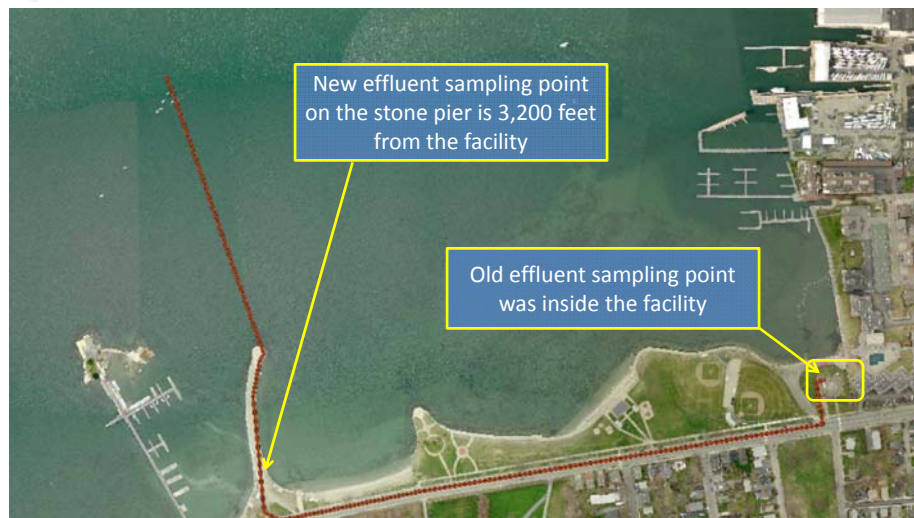 New effluent sampling point
on the stone pier is 3,200 feet
from the facility
Old effluent sampling point
was inside the facility